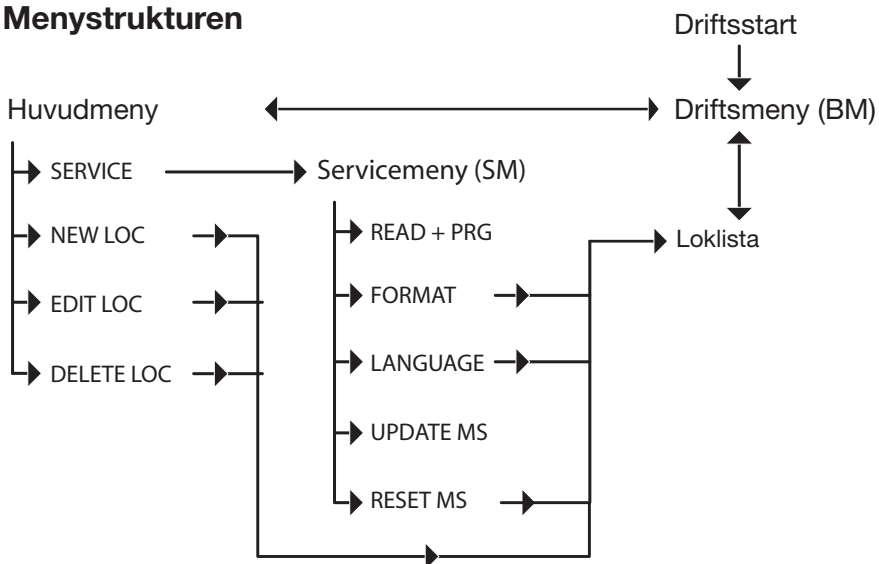 Menystrukturen
Driftsstart
Huvudmeny
Driftsmeny (BM)
SERVICE
Servicemeny (SM)
NEW LOC
READ + PRG
Loklista
EDIT LOC
FORMAT
DELETE LOC
LANGUAGE
UPDATE MS
RESET MS